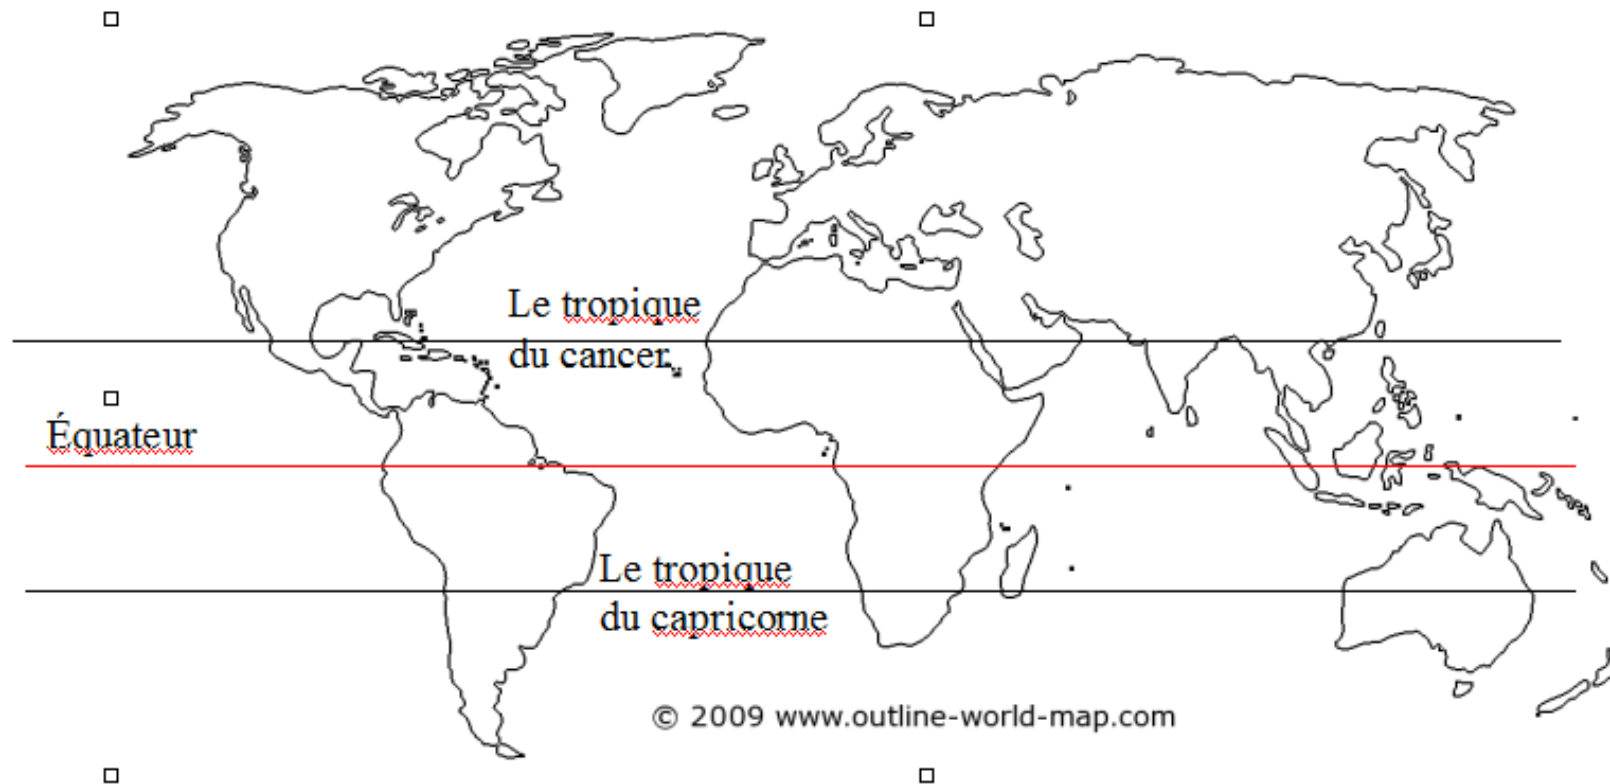 Le tropique
du cancer
Équateur
Le tropique
du capricorne
© 2009 www.outline-world-map.com